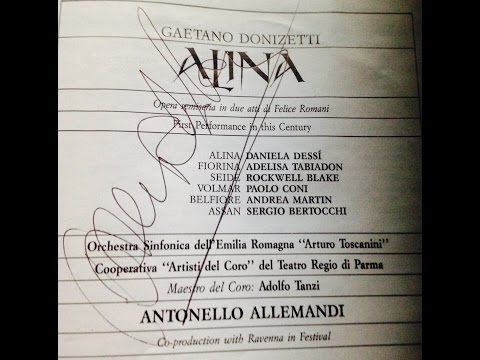 GAETANO DONIZETTI
ALINA
Opera semiseria in due atti di Felice Romani
First Performance in this Century
ALINA DANIELA DESSÍ
FIORINA ADELISA TABIADON
SEIDE ROCKWELL BLAKE
VOLMAR PAOLO CONI
BELFIORE ANDREA MARTIN
ASSAN SERGIO BERTOCCHI
Orchestra Sinfonica dell'Emilia Romagna "Arturo Toscanini"
Cooperativa "Artisti del Coro" del Teatro Regio di Parma
Maestro del Coro: Adolfo Tanzi
ANTONELLO ALLEMANDI
Co-production with Ravenna in Festival